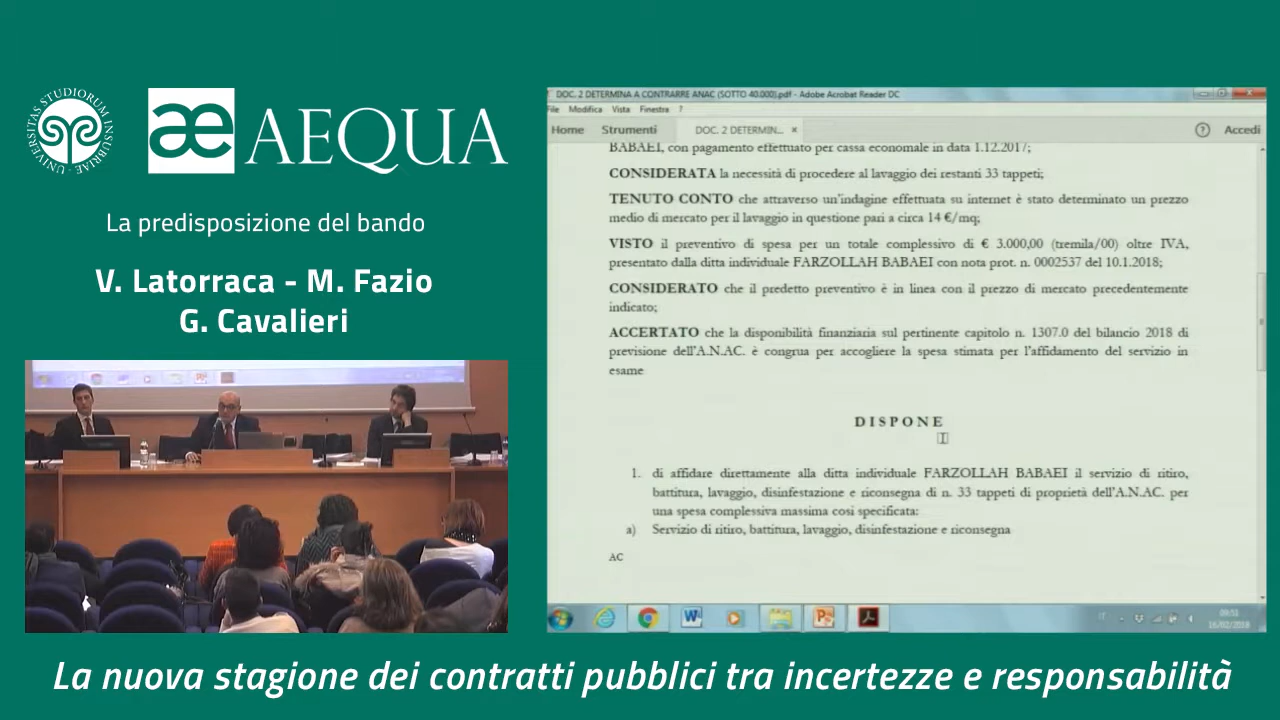 UNIVERSITAS STUDIORUM INSUBRIAE
æ AEQUA
La predisposizione del bando
V. Latorraca - M. Fazio
G. Cavalieri
DOC. 2 DETERMINA A CONTRARRE ANAC (SOTTO 40.000).pdf - Adobe Acrobat Reader DC
File Modifica Vista Finestra ?
Home Strumenti DOC. 2 DETERMIN... × ? Accedi
BABAEI, con pagamento effettuato per cassa economale in data 1.12.2017;
CONSIDERATA la necessità di procedere al lavaggio dei restanti 33 tappeti;
TENUTO CONTO che attraverso un'indagine effettuata su internet è stato determinato un prezzo
medio di mercato per il lavaggio in questione pari a circa 14 €/mq;
VISTO il preventivo di spesa per un totale complessivo di € 3.000,00 (tremila/00) oltre IVA,
presentato dalla ditta individuale FARZOLLAH BABAEI con nota prot. n. 0002537 del 10.1.2018;
CONSIDERATO che il predetto preventivo è in linea con il prezzo di mercato precedentemente
indicato;
ACCERTATO che la disponibilità finanziaria sul pertinente capitolo n. 1307.0 del bilancio 2018 di
previsione dell'A.N.AC. è congrua per accogliere la spesa stimata per l'affidamento del servizio in
esame
DISPONE
1. di affidare direttamente alla ditta individuale FARZOLLAH BABAEI il servizio di ritiro,
battitura, lavaggio, disinfestazione e riconsegna di n. 33 tappeti di proprietà dell'A.N.AC. per
una spesa complessiva massima così specificata:
a) Servizio di ritiro, battitura, lavaggio, disinfestazione e riconsegna
AC
IT
09:51
16/02/2018
La nuova stagione dei contratti pubblici tra incertezze e responsabilità